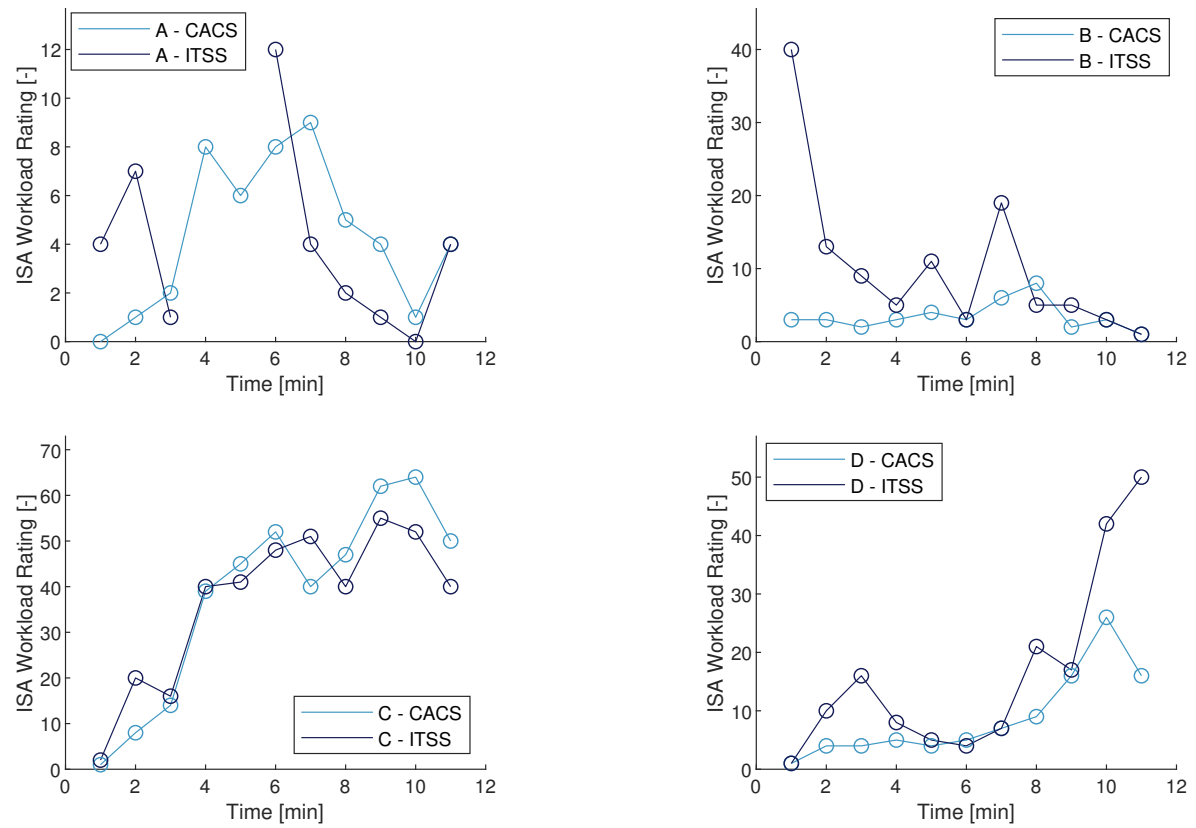 A - CACS
A - ITSS
ISA Workload Rating [-]
12
10
8
6
4
2
0
0 2 4 6 8 10 12
Time [min]
B - CACS
B - ITSS
ISA Workload Rating [-]
40
30
20
10
0
0 2 4 6 8 10 12
Time [min]
ISA Workload Rating [-]
70
60
50
40
30
20
10
0
C - CACS
C - ITSS
0 2 4 6 8 10 12
Time [min]
D - CACS
D - ITSS
ISA Workload Rating [-]
50
40
30
20
10
0
0 2 4 6 8 10 12
Time [min]